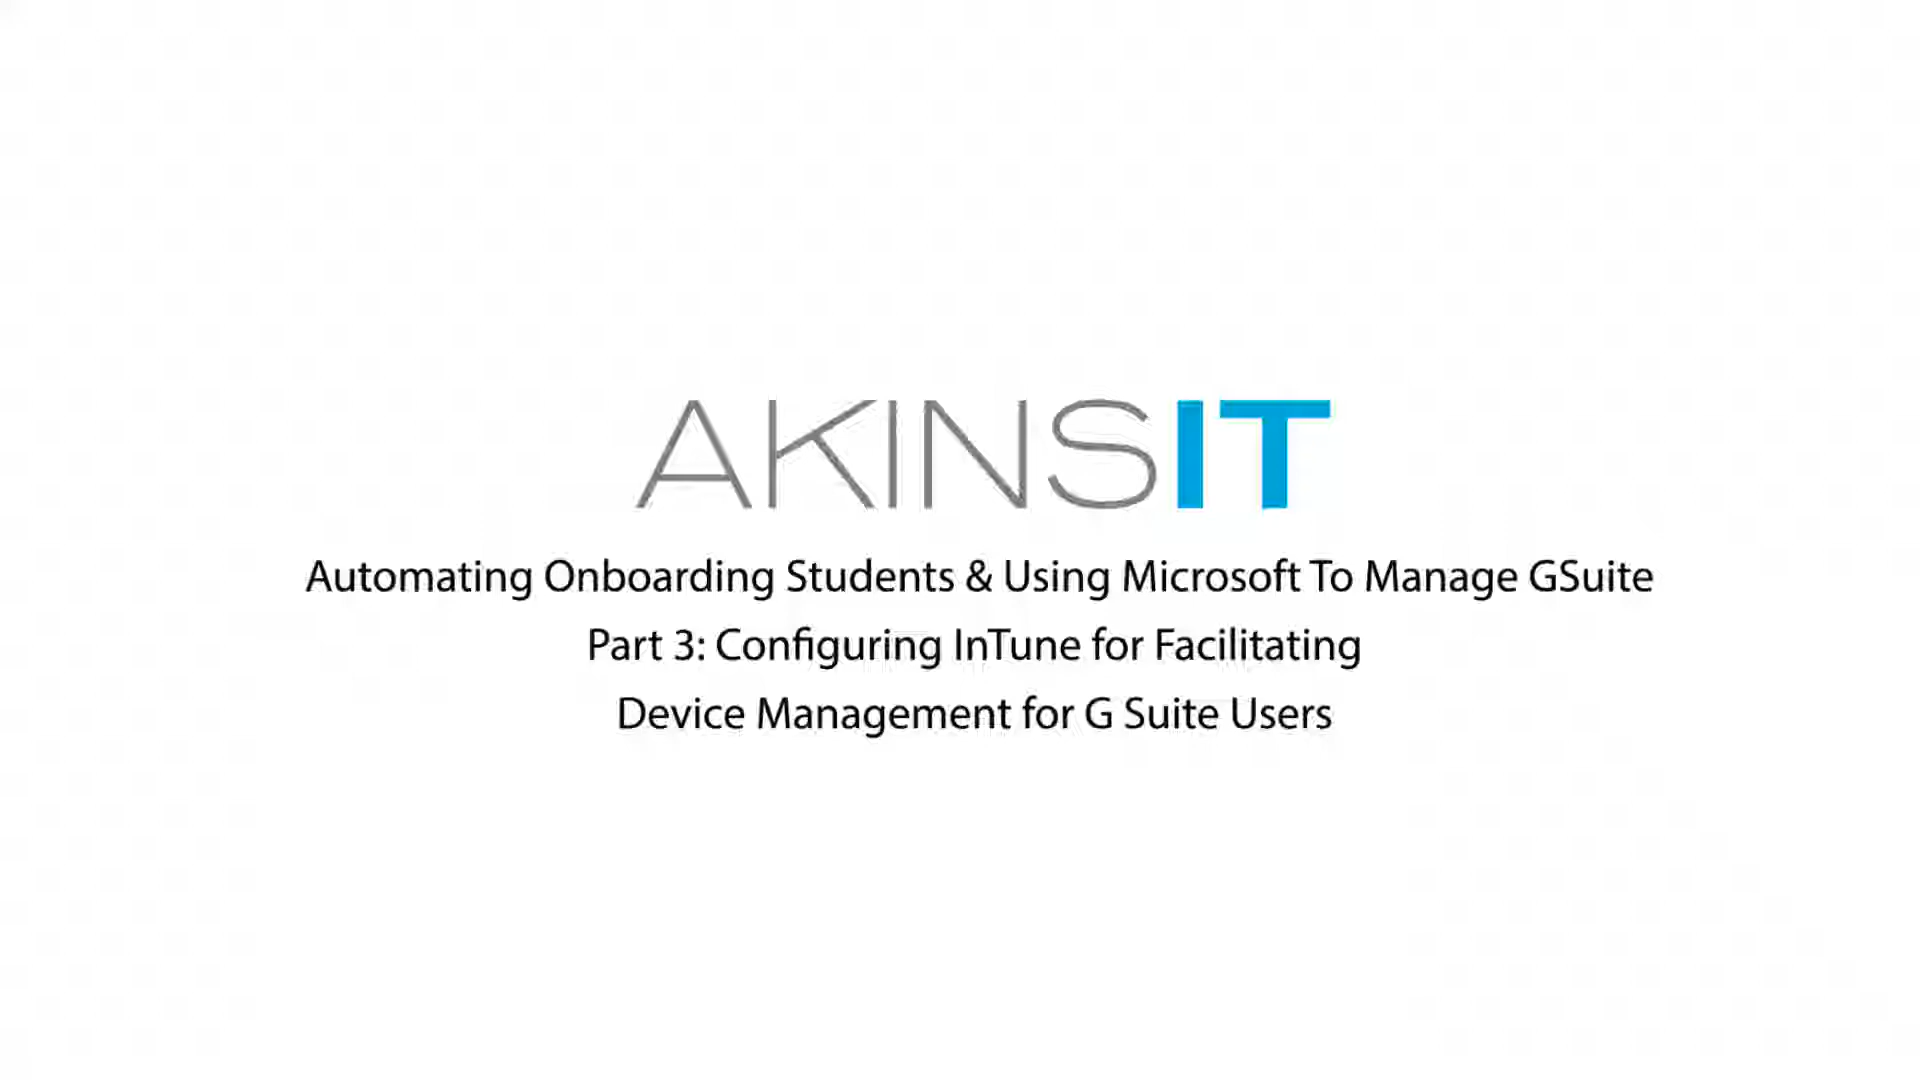 AKINSIT
Automating Onboarding Students & Using Microsoft To Manage GSuite
Part 3: Configuring InTune for Facilitating
Device Management for G Suite Users